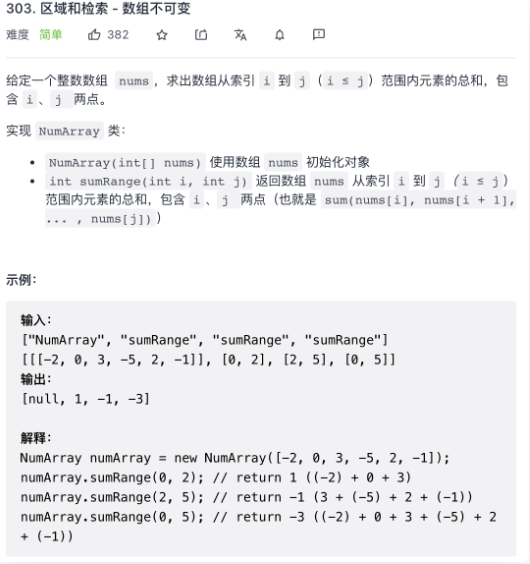 303. 区域和检索 - 数组不可变
难度 简单 382
给定一个整数数组 nums，求出数组从索引 i 到 j（i ≤ j）范围内元素的总和，包
含 i、j 两点。
实现 NumArray 类：
• NumArray(int[] nums) 使用数组 nums 初始化对象
• int sumRange(int i, int j) 返回数组 nums 从索引 i 到 j（i ≤ j）
范围内元素的总和，包含 i、j 两点（也就是 sum(nums[i], nums[i + 1],
... , nums[j])）
示例：
输入：
["NumArray", "sumRange", "sumRange", "sumRange"]
[[[-2, 0, 3, -5, 2, -1]], [0, 2], [2, 5], [0, 5]]
输出：
[null, 1, -1, -3]
解释：
NumArray numArray = new NumArray([-2, 0, 3, -5, 2, -1]);
numArray.sumRange(0, 2); // return 1 ((-2) + 0 + 3)
numArray.sumRange(2, 5); // return -1 (3 + (-5) + 2 + (-1))
numArray.sumRange(0, 5); // return -3 ((-2) + 0 + 3 + (-5) + 2
+ (-1))